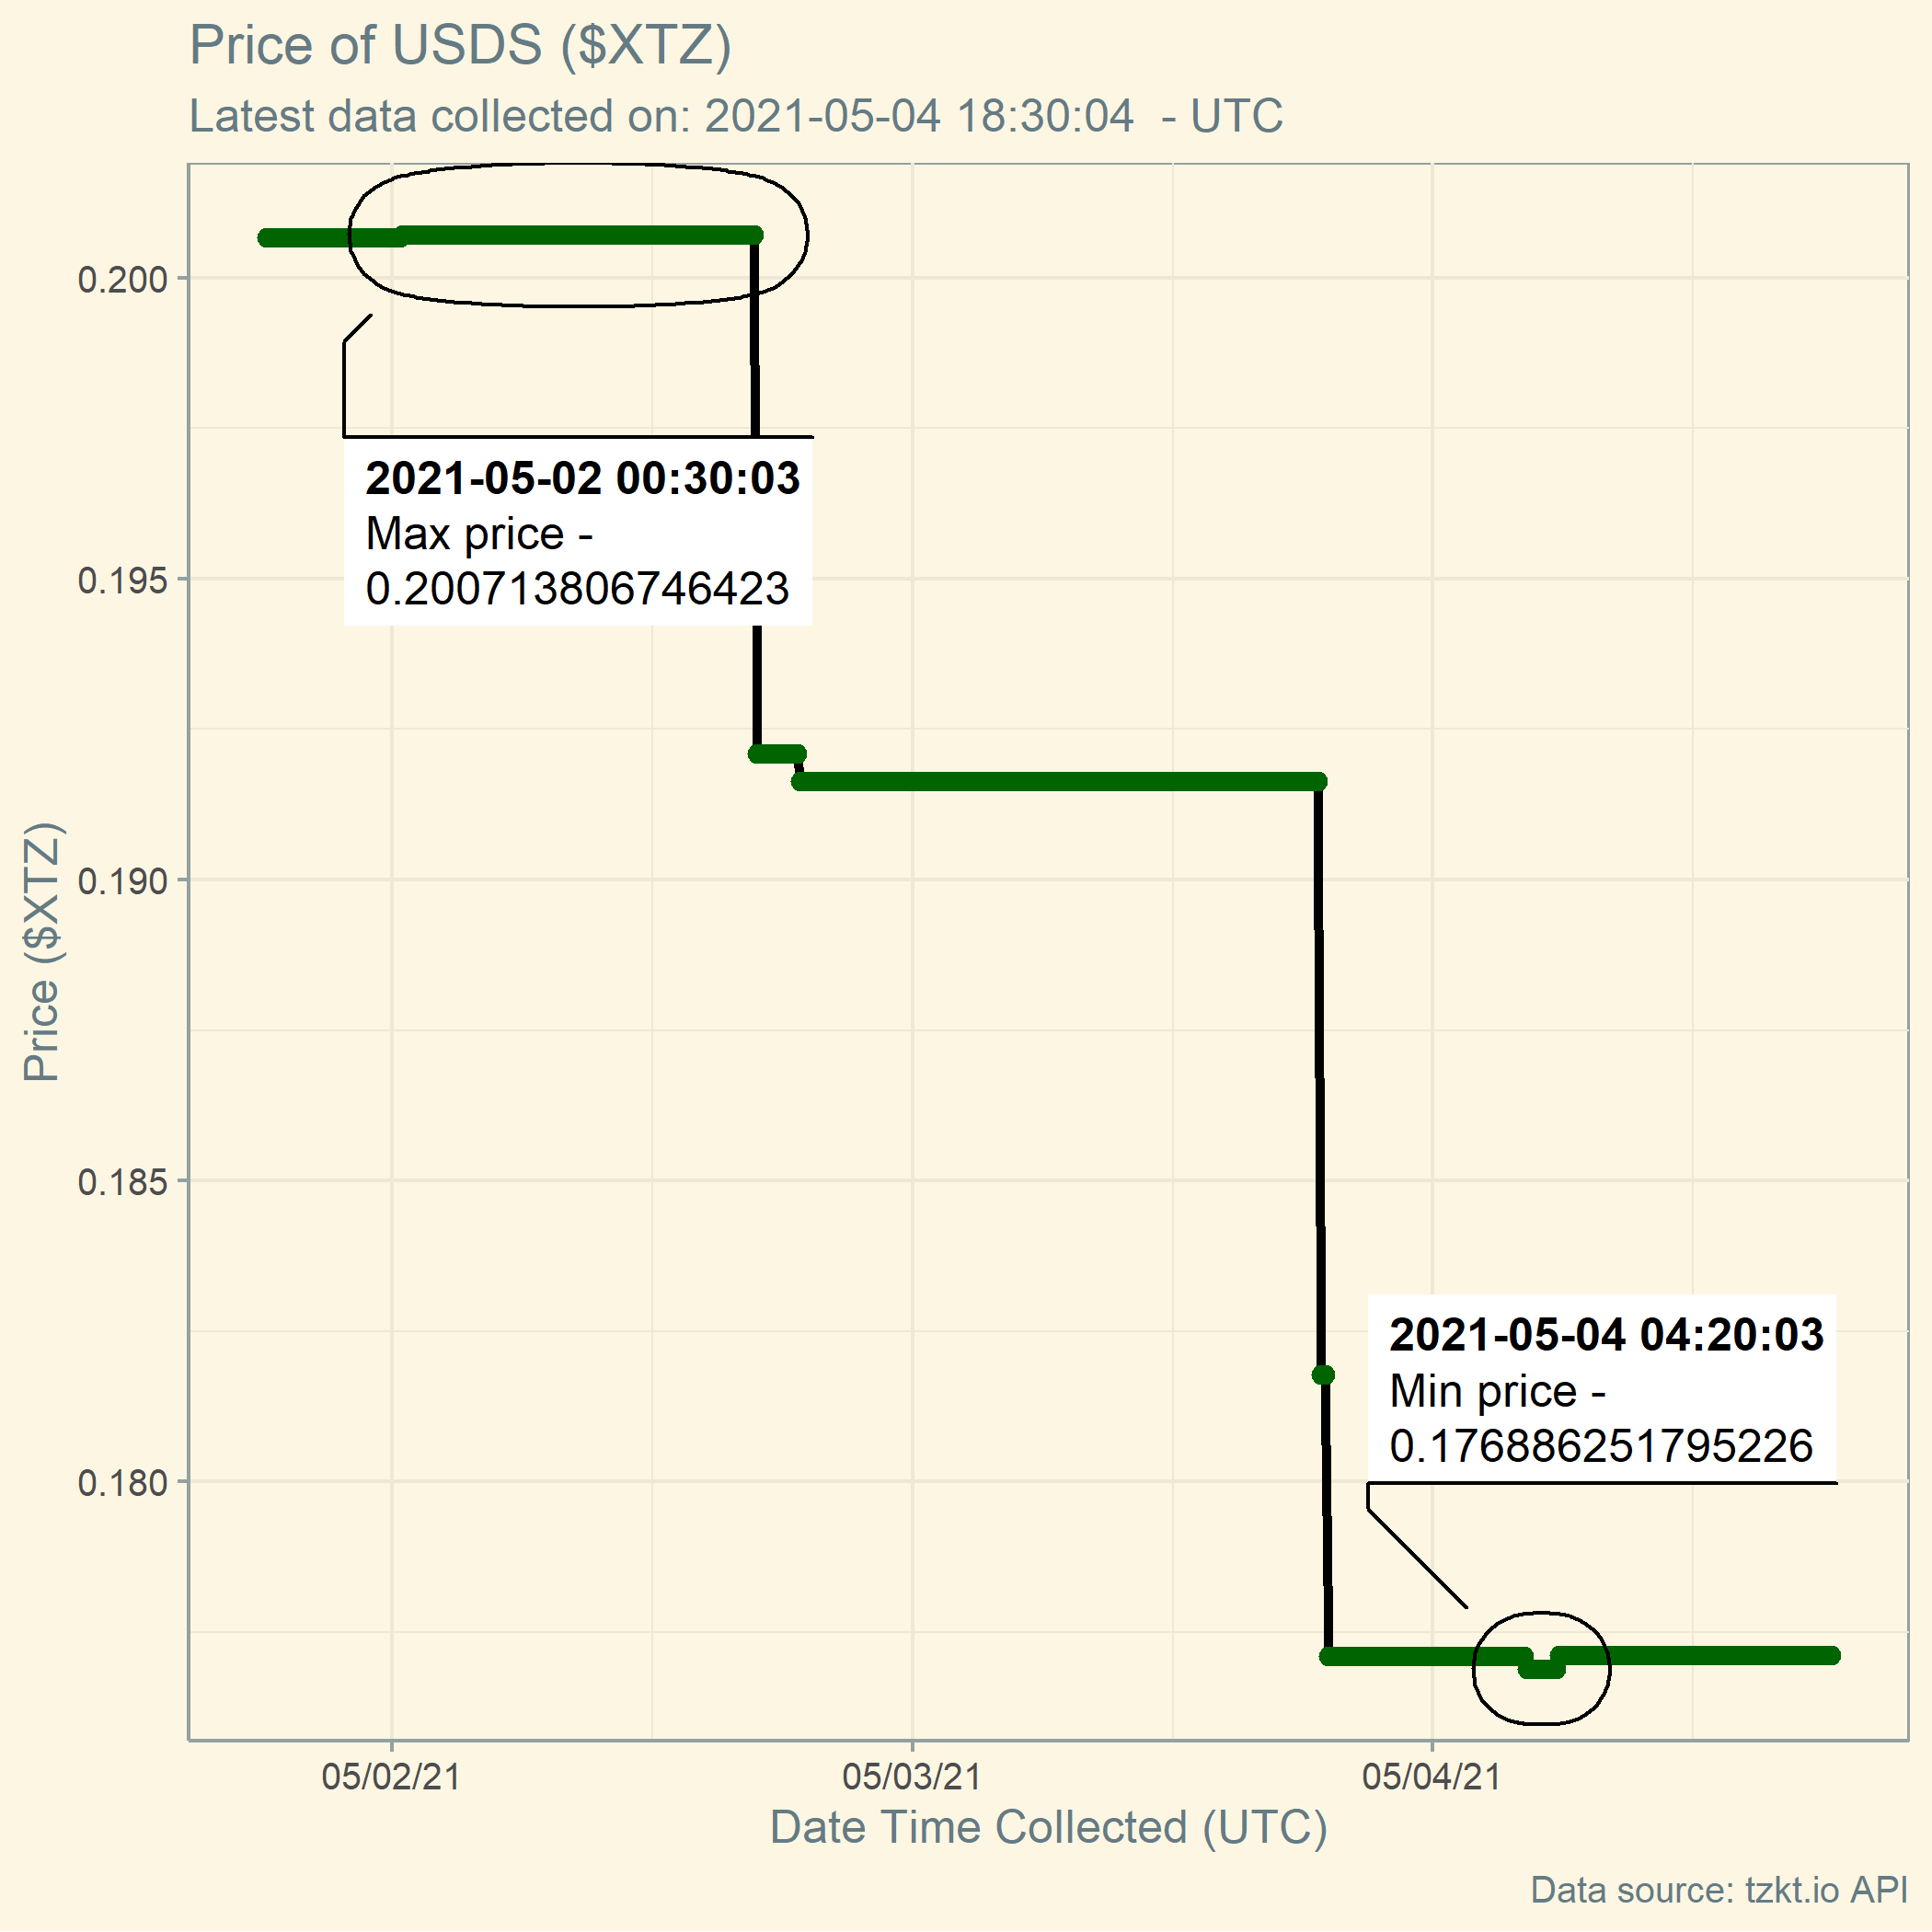 Price of USDS ($XTZ)
Latest data collected on: 2021-05-04 18:30:04  - UTC
0.200
2021-05-02 00:30:03
Max price -
0.200713806746423
0.195
0.190
Price ($XTZ)
0.185
2021-05-04 04:20:03
Min price -
0.176886251795226
0.180
05/02/21
05/03/21
05/04/21
Date Time Collected (UTC)
Data source: tzkt.io API